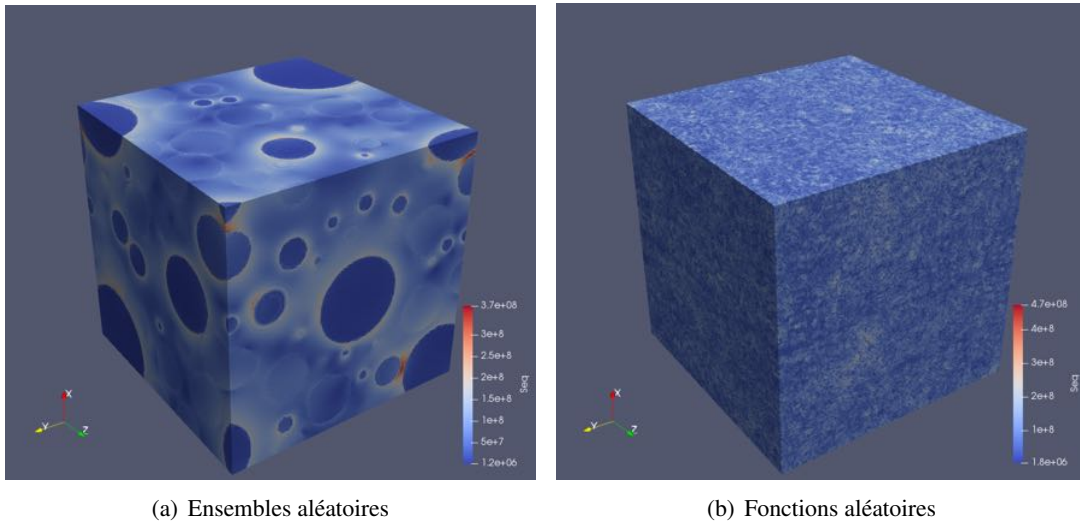 3.7e+08
3e+8
2.5e+8
2e+8
1.5e+8
1e+8
5e+7
1.2e+06
Seq
X
Y
Z
4.7e+08
4e+8
3e+8
2e+8
1e+8
1.8e+06
Seq
X
Y
Z
(a) Ensembles aléatoires
(b) Fonctions aléatoires